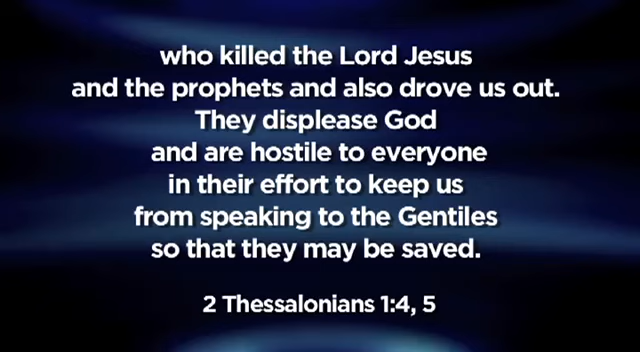 who killed the Lord Jesus
and the prophets and also drove us out.
They displease God
and are hostile to everyone
in their effort to keep us
from speaking to the Gentiles
so that they may be saved.
2 Thessalonians 1:4, 5